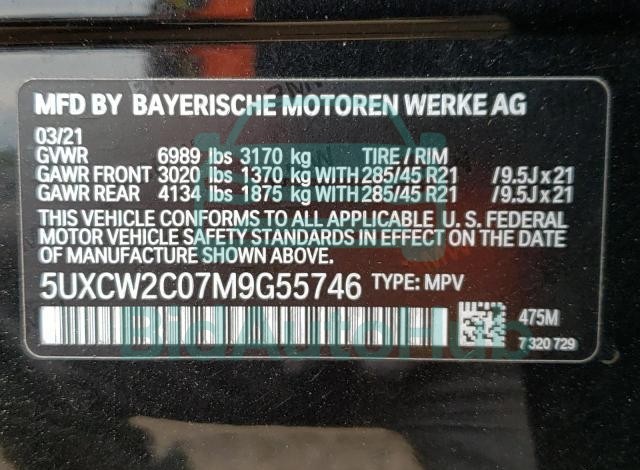 MFD BY BAYERISCHE MOTOREN WERKE AG
03/21
GVWR 6989 lbs 3170 kg TIRE / RIM
GAWR FRONT 3020 lbs 1370 kg WITH 285/45 R21 /9.5J x 21
GAWR REAR 4134 lbs 1875 kg WITH 285/45 R21 /9.5J x 21
THIS VEHICLE CONFORMS TO ALL APPLICABLE U. S. FEDERAL
MOTOR VEHICLE SAFETY STANDARDS IN EFFECT ON THE DATE
OF MANUFACTURE SHOWN ABOVE.
5UXCW2C07M9G55746 TYPE: MPV
475M
7 320 729
BidAutoHub